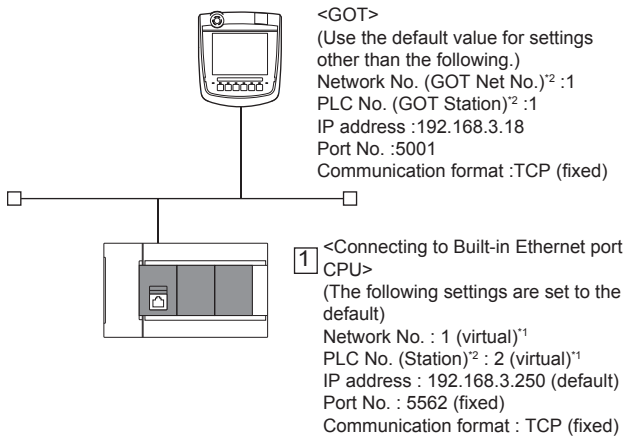 <GOT>
(Use the default value for settings
other than the following.)
Network No. (GOT Net No.)*2 :1
PLC No. (GOT Station)*2 :1
IP address :192.168.3.18
Port No. :5001
Communication format :TCP (fixed)
1
<Connecting to Built-in Ethernet port
CPU>
(The following settings are set to the
default)
Network No. : 1 (virtual)*1
PLC No. (Station)*2 : 2 (virtual)*1
IP address : 192.168.3.250 (default)
Port No. : 5562 (fixed)
Communication format : TCP (fixed)